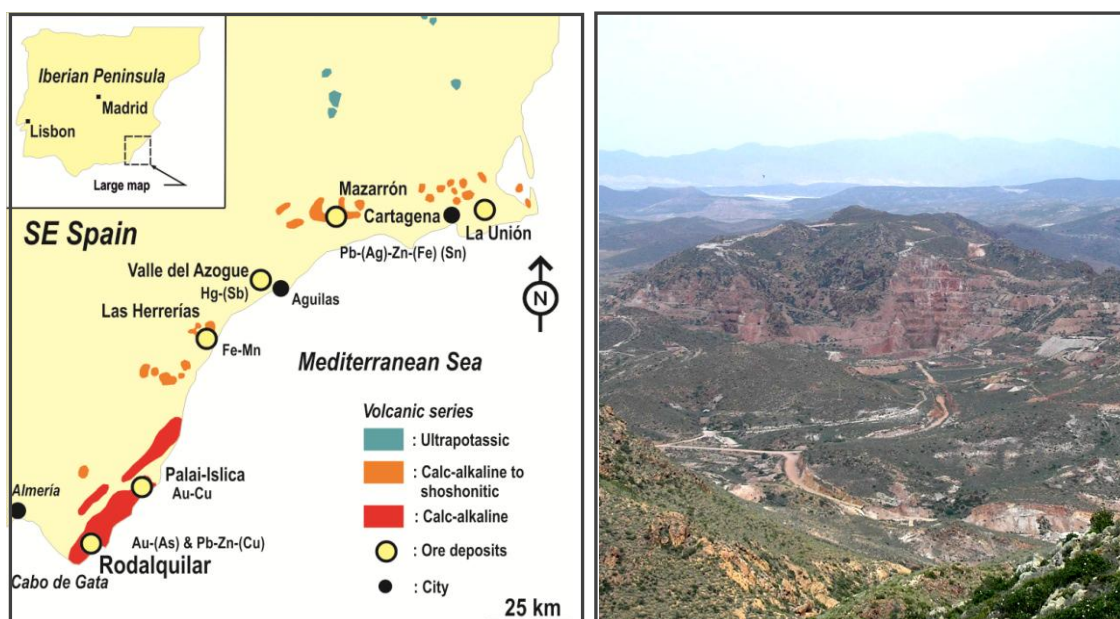 Iberian Peninsula
Madrid
Lisbon
Large map
SE Spain
Mazarrón
Cartagena
La Unión
Pb-(Ag)-Zn-(Fe) (Sn)
Valle del Azogue
Hg-(Sb)
Aguilas
N
Las Herrerías
Fe-Mn
Mediterranean Sea
Volcanic series
: Ultrapotassic
: Calc-alkaline to
shoshonitic
: Calc-alkaline
: Ore deposits
: City
Palai-Islica
Au-Cu
Almería
Au-(As) & Pb-Zn-(Cu)
Rodalquilar
Cabo de Gata
25 km